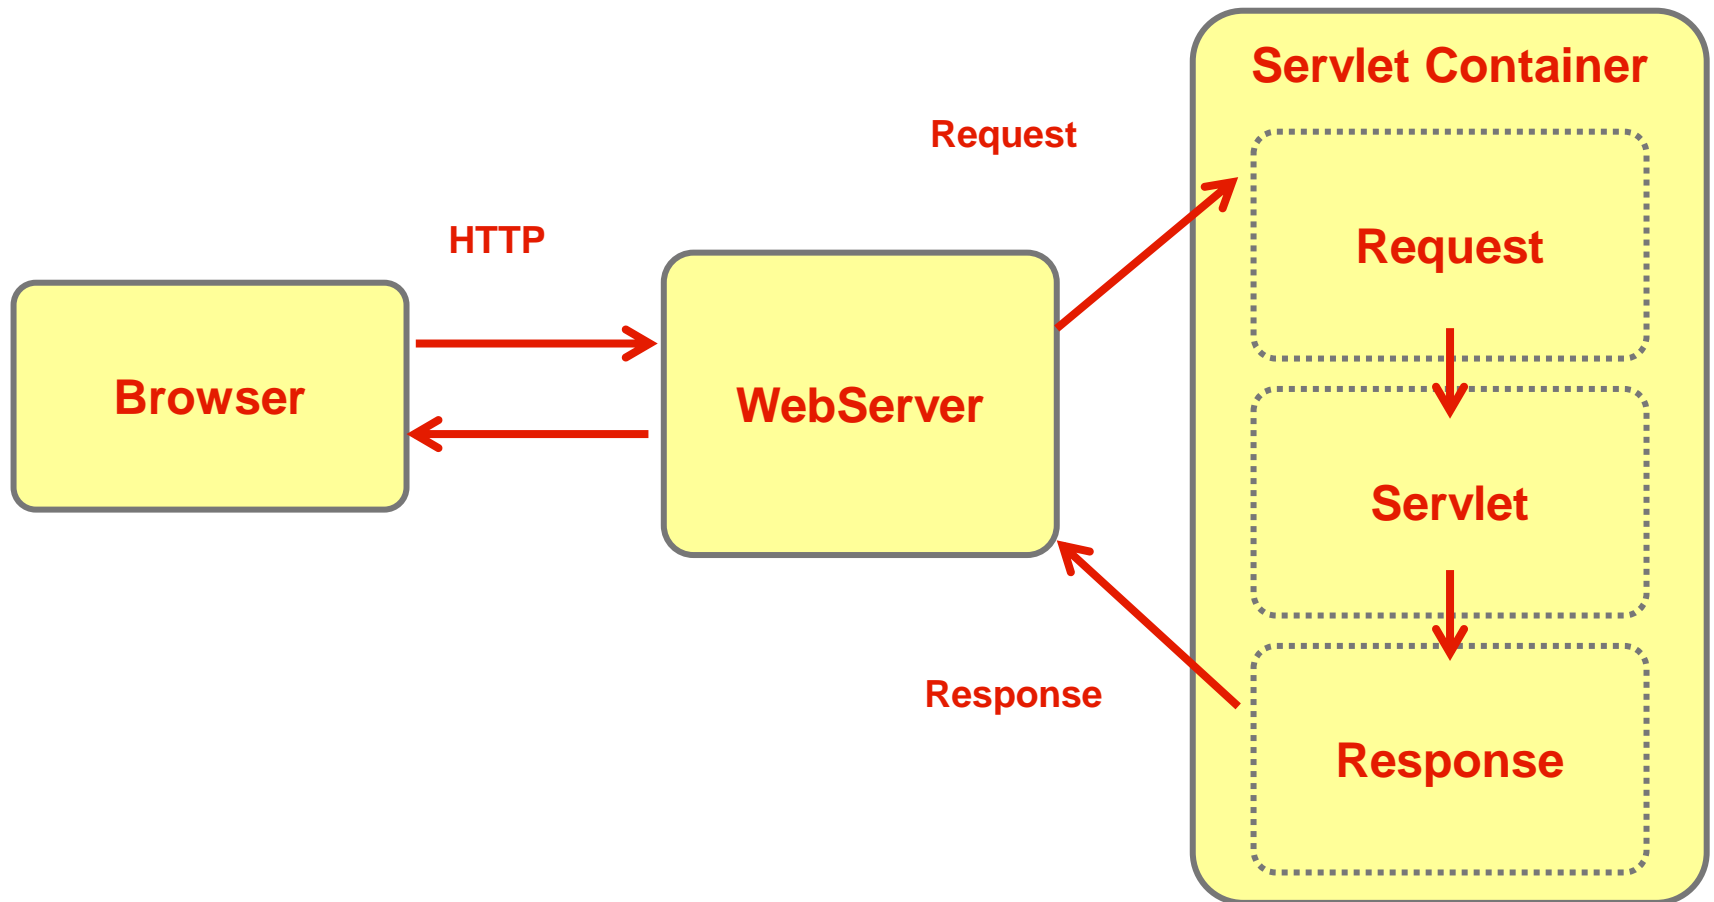 Servlet Container
Request
HTTP
Request
Browser
WebServer
Servlet
Response
Response